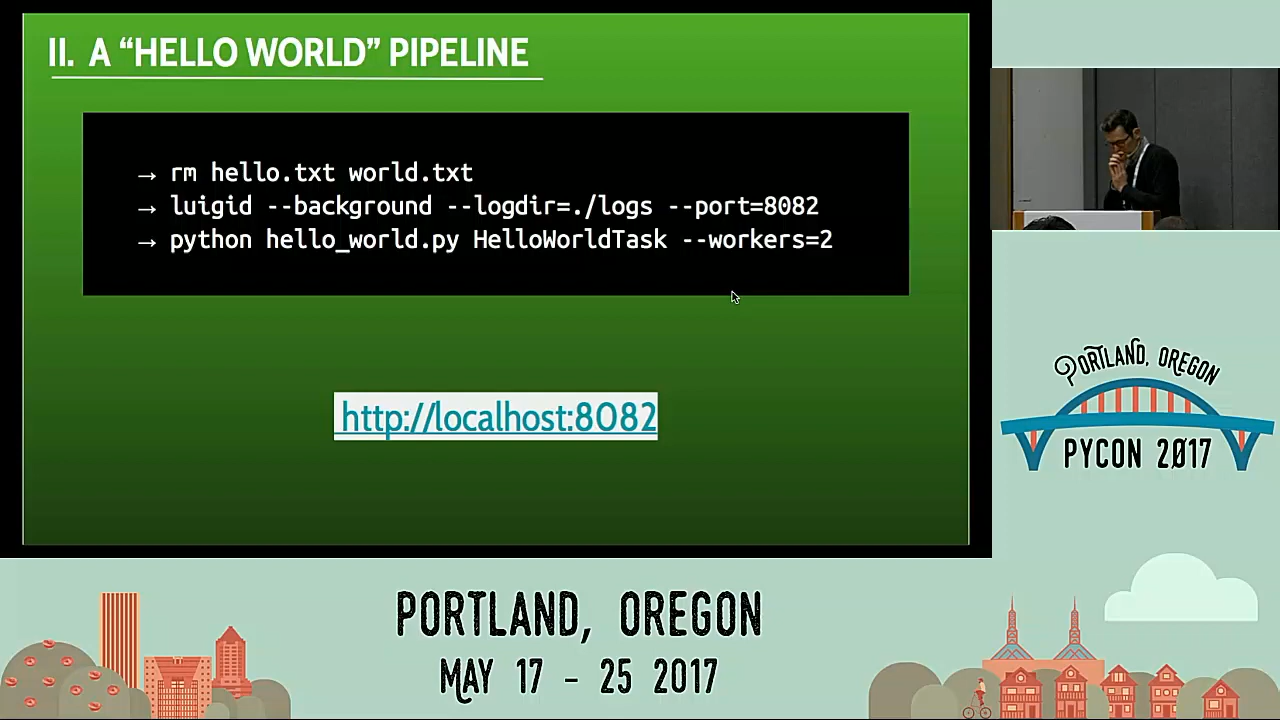 II. A “HELLO WORLD” PIPELINE
→ rm hello.txt world.txt
→ luigid --background --logdir=./logs --port=8082
→ python hello_world.py HelloWorldTask --workers=2
http://localhost:8082
PORTLAND, OREGON
PYCON 2017
PORTLAND, OREGON
MAY 17 - 25 2017